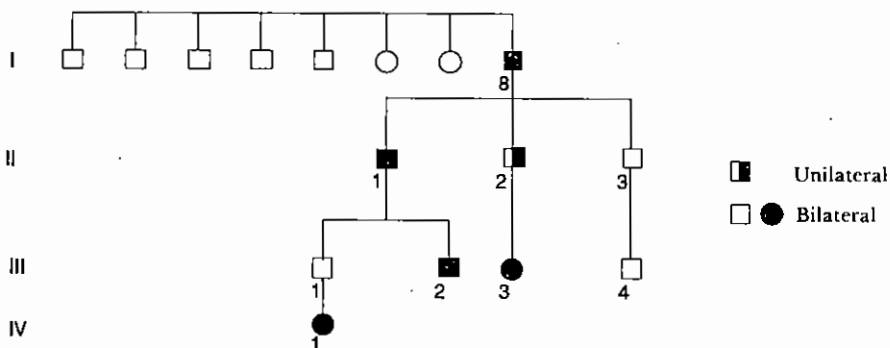 I
8
II
1 2 3
Unilateral
Bilateral
III
1 2 3 4
IV
1